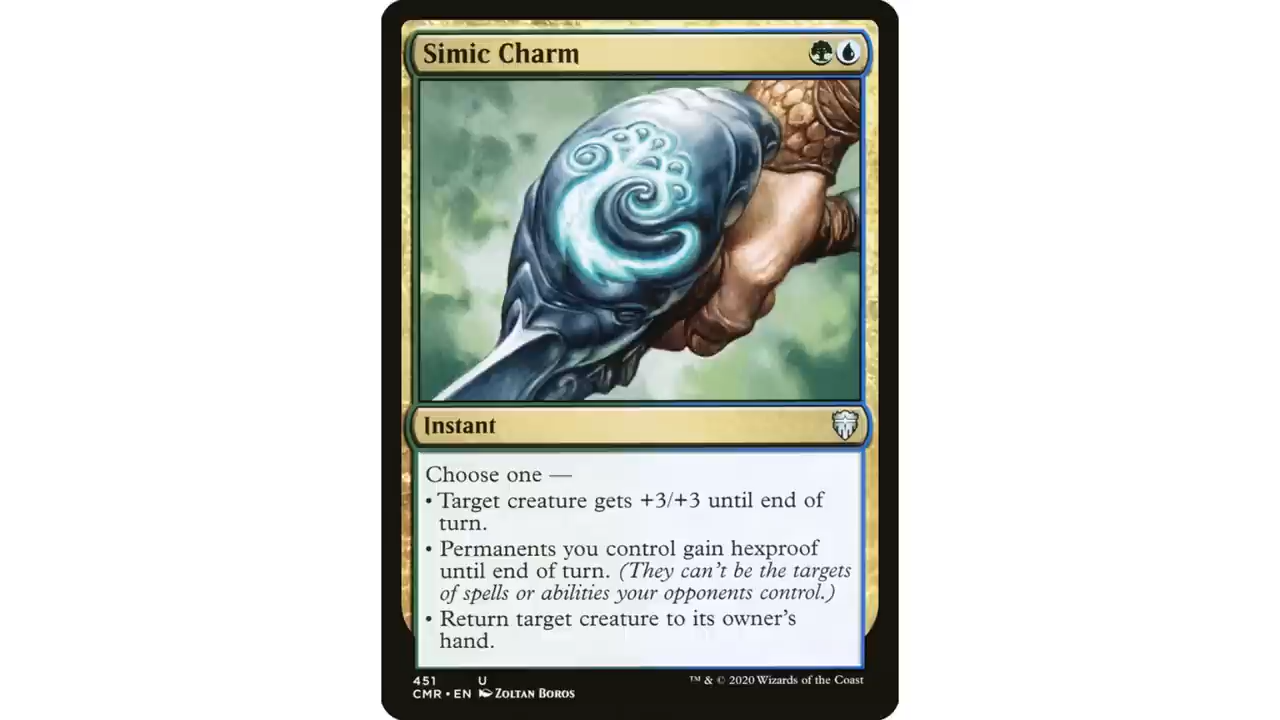 Simic Charm
Instant
Choose one —
• Target creature gets +3/+3 until end of
turn.
• Permanents you control gain hexproof
until end of turn. (They can't be the targets
of spells or abilities your opponents control.)
• Return target creature to its owner's
hand.
451 U
CMR • EN Zoltan Boros
™ & © 2020 Wizards of the Coast